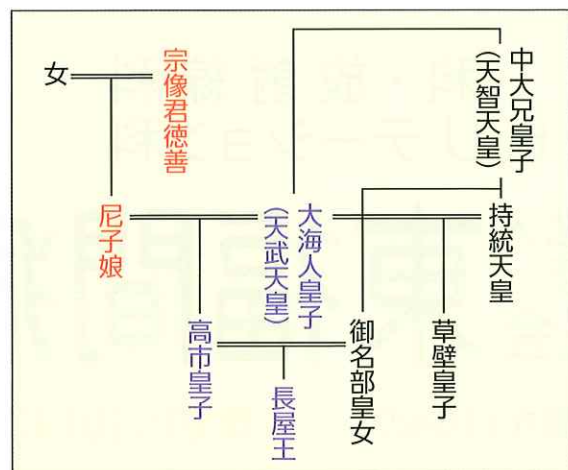 中大兄皇子
(天智天皇)
宗像君徳善
女
持統天皇
大海人皇子
(天武天皇)
尼子娘
草壁皇子
御名部皇女
高市皇子
長屋王